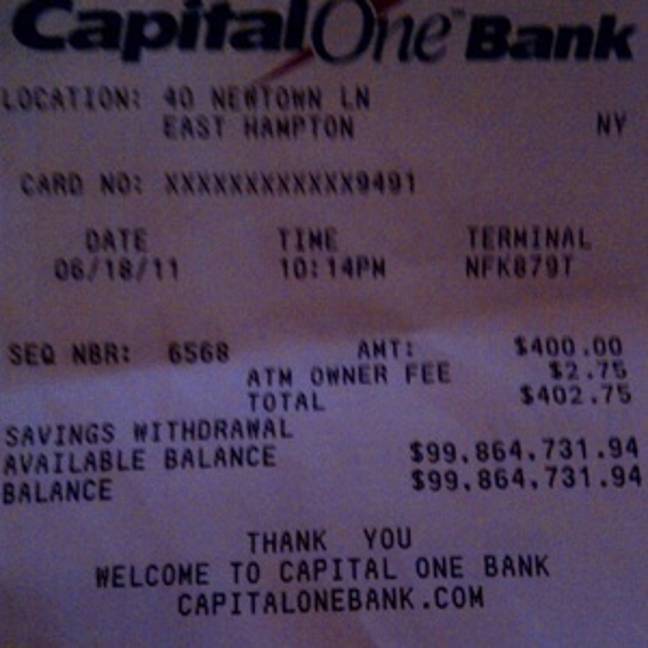 Capital One Bank
LOCATION: 40 NEWTOWN LN
EAST HAMPTON NY
CARD NO: XXXXXXXXXXXX9491
DATE TIME TERMINAL
06/18/11 10:14PM NFK879T
SEQ NBR: 6568 AMT: $400.00
ATM OWNER FEE $2.75
TOTAL $402.75
SAVINGS WITHDRAWAL
AVAILABLE BALANCE $99,864,731.94
BALANCE $99,864,731.94
THANK YOU
WELCOME TO CAPITAL ONE BANK
CAPITALONEBANK.COM